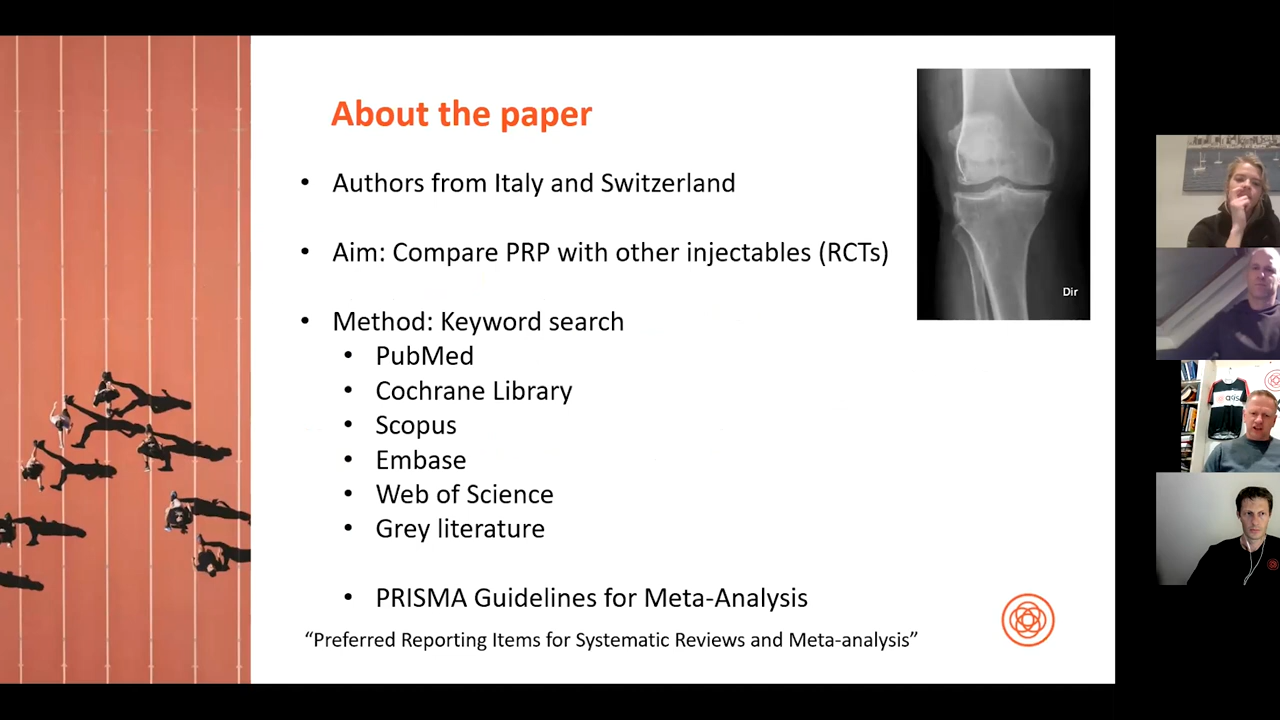 About the paper
• Authors from Italy and Switzerland
• Aim: Compare PRP with other injectables (RCTs)
• Method: Keyword search
• PubMed
• Cochrane Library
• Scopus
• Embase
• Web of Science
• Grey literature
• PRISMA Guidelines for Meta-Analysis
“Preferred Reporting Items for Systematic Reviews and Meta-analysis”
Dir